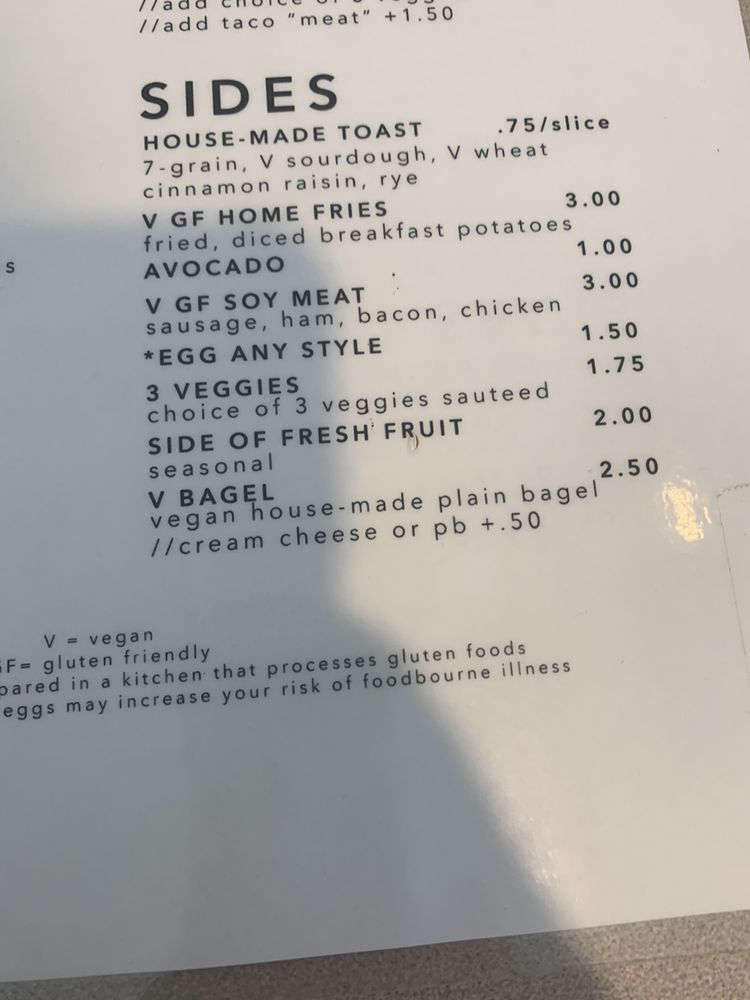 //add taco "meat" +1.50
SIDES
HOUSE-MADE TOAST .75/slice
7-grain, V sourdough, V wheat
cinnamon raisin, rye
V GF HOME FRIES 3.00
fried, diced breakfast potatoes
AVOCADO 1.00
V GF SOY MEAT 3.00
sausage, ham, bacon, chicken
*EGG ANY STYLE 1.50
3 VEGGIES 1.75
choice of 3 veggies sauteed
SIDE OF FRESH FRUIT 2.00
seasonal
V BAGEL 2.50
vegan house-made plain bagel
//cream cheese or pb +.50
s
V = vegan
GF= gluten friendly
pared in a kitchen that processes gluten foods
eggs may increase your risk of foodbourne illness